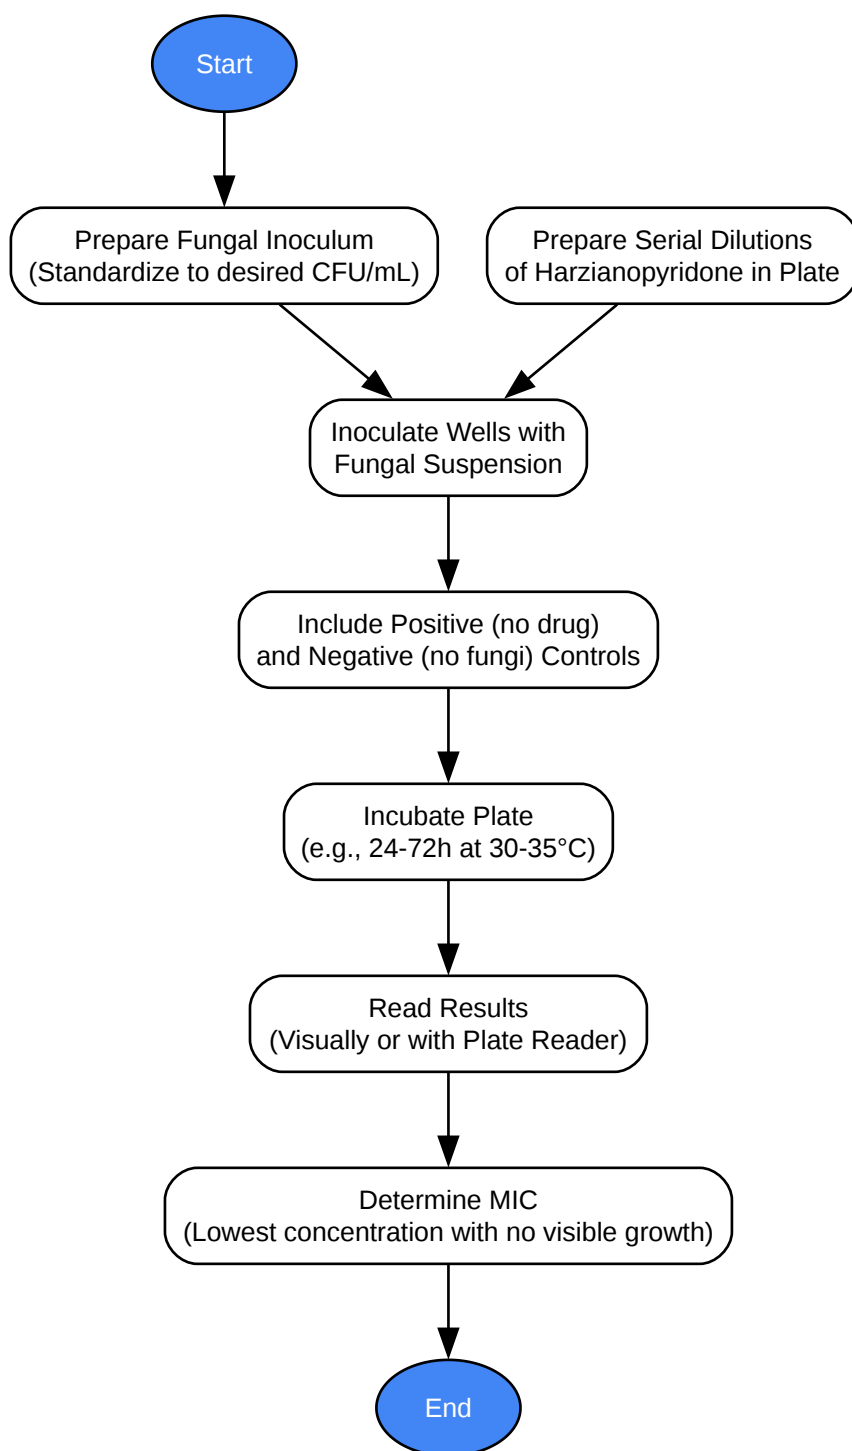 Start
Prepare Fungal Inoculum
(Standardize to desired CFU/mL)
Prepare Serial Dilutions
of Harzianopyridone in Plate
Inoculate Wells with
Fungal Suspension
Include Positive (no drug)
and Negative (no fungi) Controls
Incubate Plate
(e.g., 24-72h at 30-35°C)
Read Results
(Visually or with Plate Reader)
Determine MIC
(Lowest concentration with no visible growth)
End